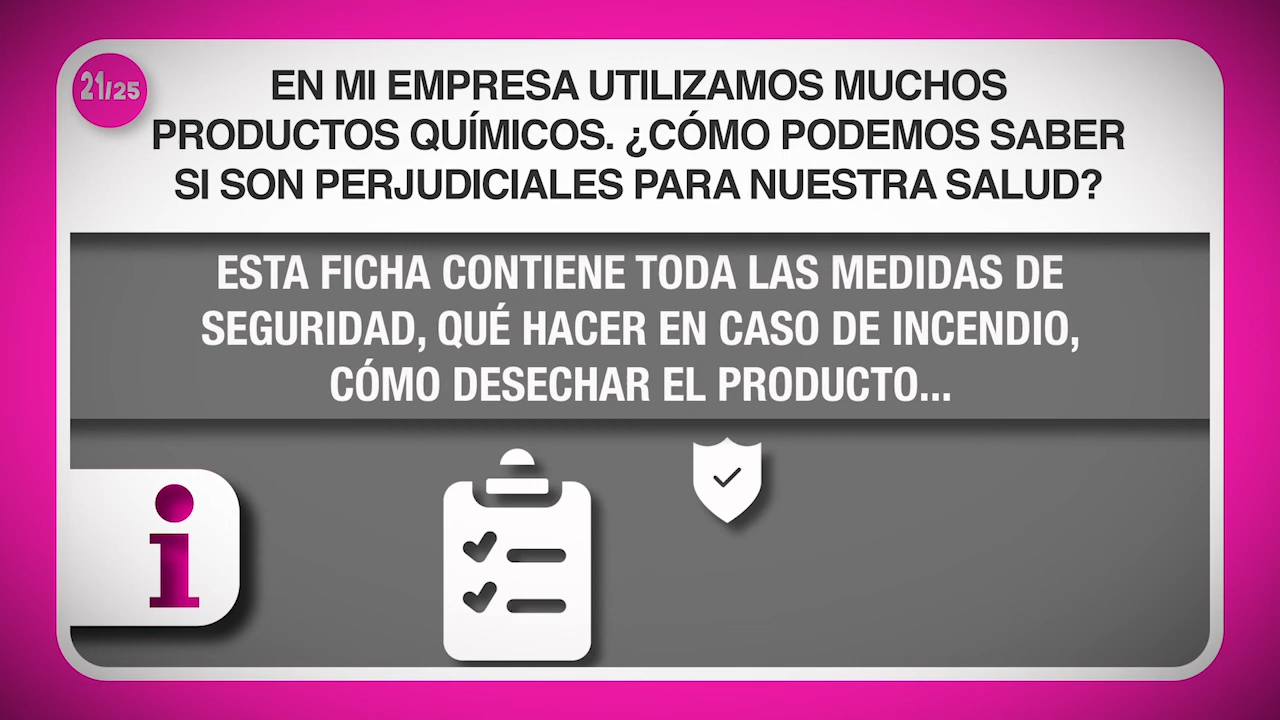 21/25
EN MI EMPRESA UTILIZAMOS MUCHOS
PRODUCTOS QUÍMICOS. ¿CÓMO PODEMOS SABER
SI SON PERJUDICIALES PARA NUESTRA SALUD?
ESTA FICHA CONTIENE TODA LAS MEDIDAS DE
SEGURIDAD, QUÉ HACER EN CASO DE INCENDIO,
CÓMO DESECHAR EL PRODUCTO...
i